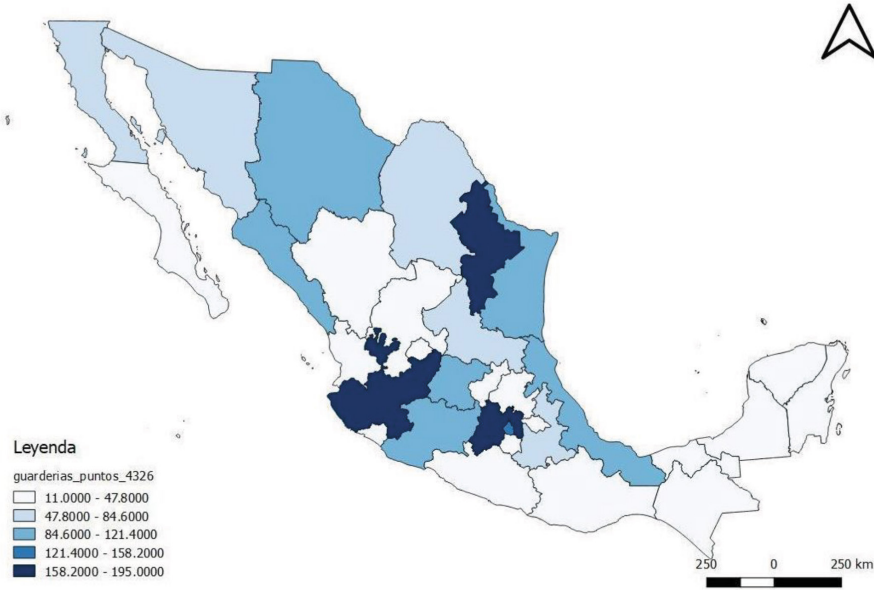 Leyenda
guarderias_puntos_4326
11.0000 - 47.8000
47.8000 - 84.6000
84.6000 - 121.4000
121.4000 - 158.2000
158.2000 - 195.0000
250 0 250 km